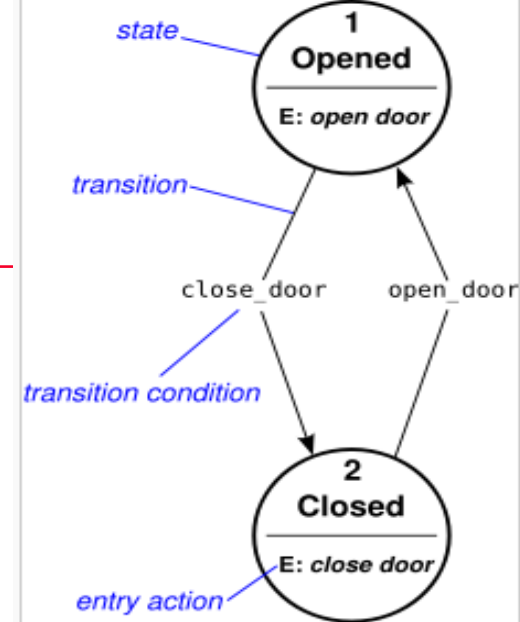 state
1
Opened
E: open door
transition
close_door
open_door
transition condition
2
Closed
E: close door
entry action